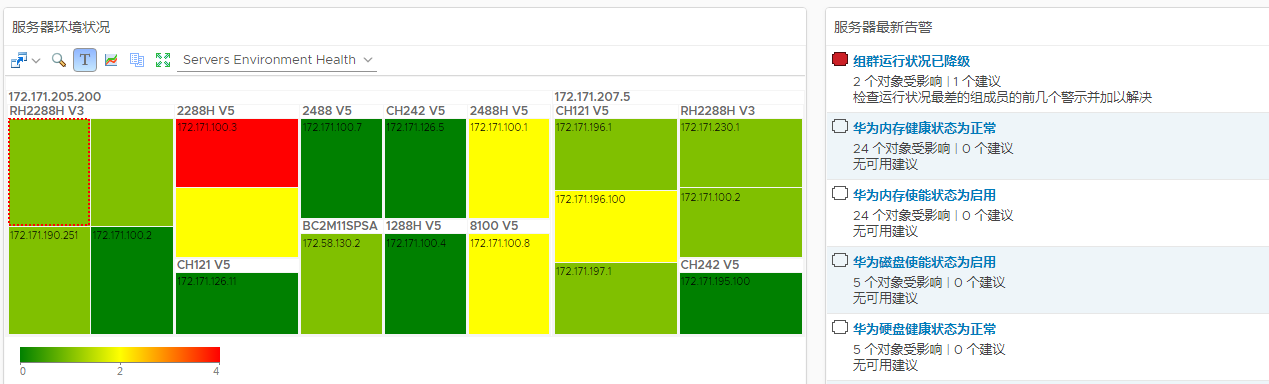 服务器环境状况
T
Servers Environment Health
172.171.205.200
172.171.207.5
RH2288H V3
2288H V5
2488 V5
CH242 V5
2488H V5
CH121 V5
RH2288H V3
172.171.100.3
172.171.100.7
172.171.126.5
172.171.100.1
172.171.196.1
172.171.230.1
172.171.196.100
172.171.100.2
BC2M11SPSA
1288H V5
8100 V5
172.171.190.251
172.171.100.2
172.58.130.2
172.171.100.4
172.171.100.8
CH121 V5
172.171.197.1
CH242 V5
172.171.126.11
172.171.195.100
0
2
4
服务器最新告警
组群运行状况已降级
2 个对象受影响 | 1 个建议
检查运行状况最差的组成员的前几个警示并加以解决
华为内存健康状态为正常
24 个对象受影响 | 0 个建议
无可用建议
华为内存使能状态为启用
24 个对象受影响 | 0 个建议
无可用建议
华为磁盘使能状态为启用
5 个对象受影响 | 0 个建议
无可用建议
华为硬盘健康状态为正常
5 个对象受影响 | 0 个建议
无可用建议